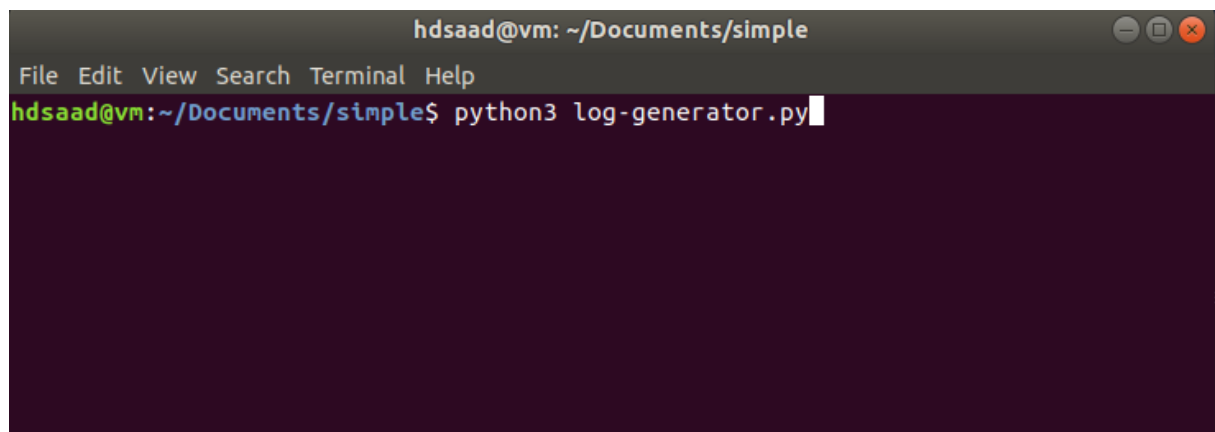 hdsaad@vm: ~/Documents/simple
File Edit View Search Terminal Help
hdsaad@vm:~/Documents/simple$ python3 log-generator.py